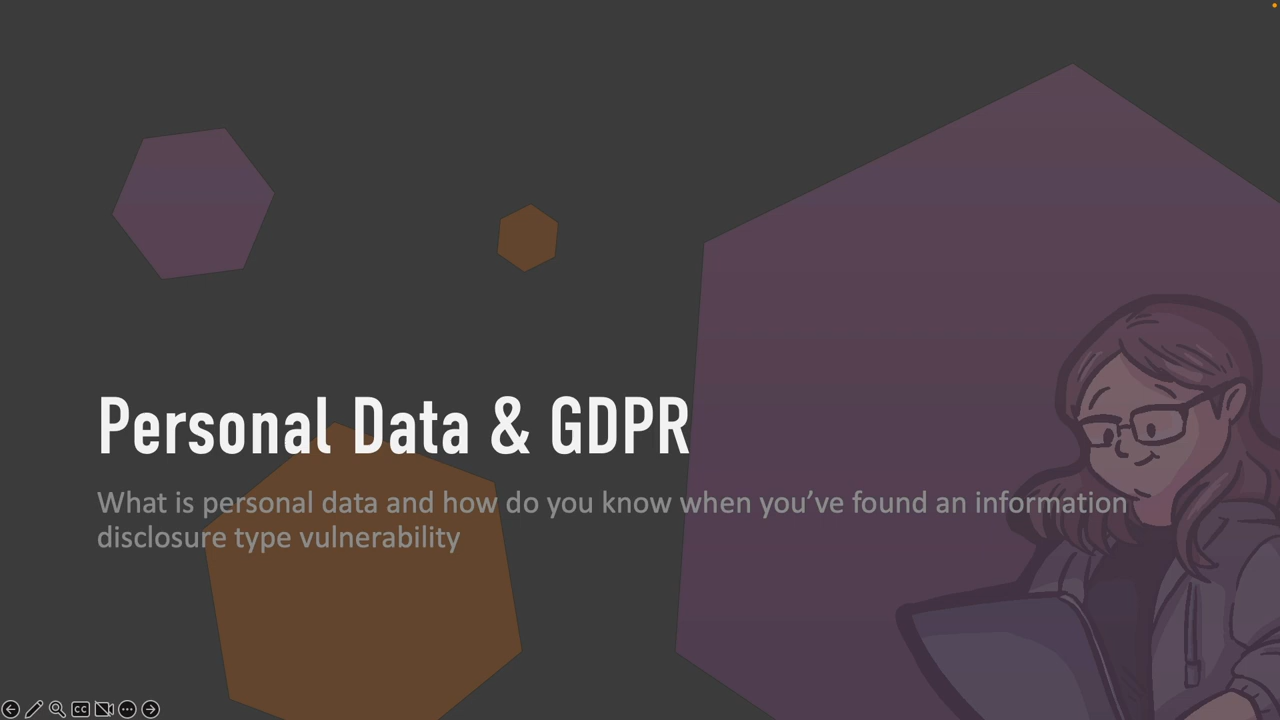 Personal Data & GDPR
What is personal data and how do you know when you’ve found an information
disclosure type vulnerability
CC